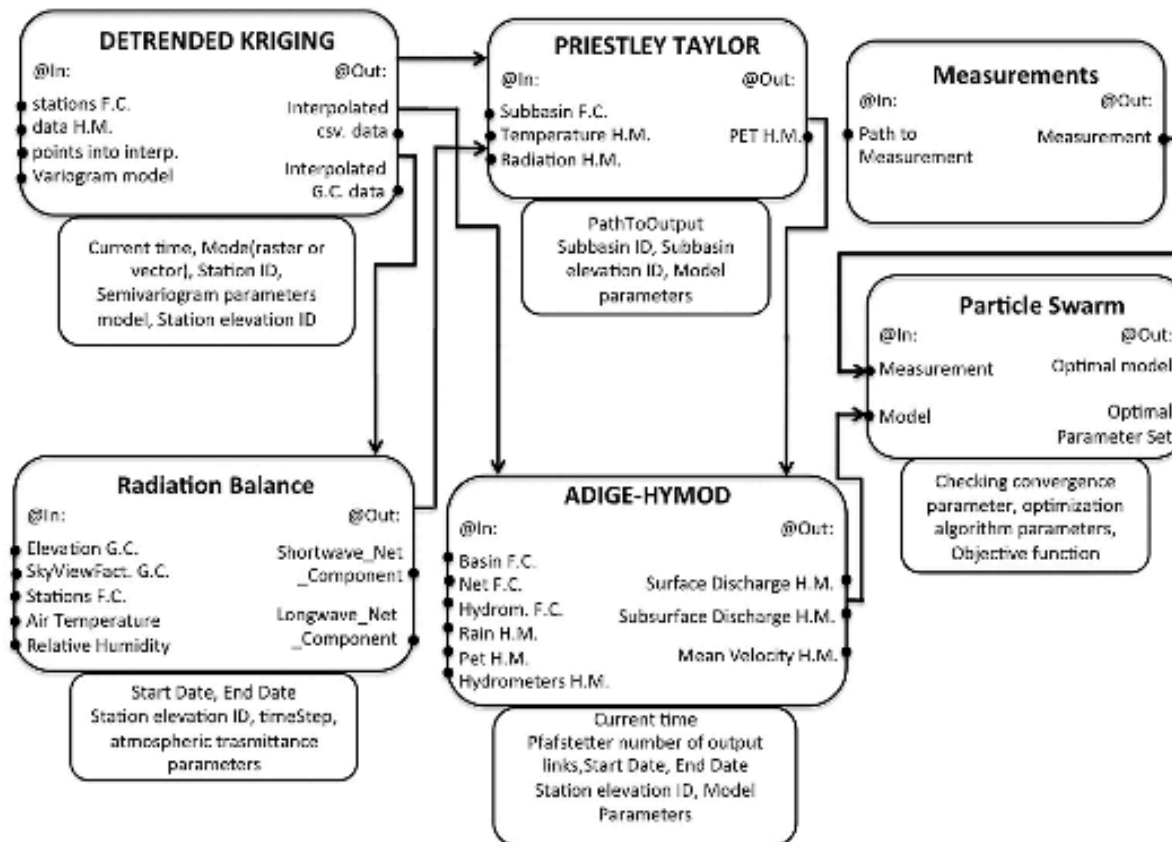 DETRENDED KRIGING
@In:
@Out:
stations F.C.
data H.M.
points into interp.
Variogram model
Interpolated
csv. data
Interpolated
G.C. data
Current time, Mode(raster or
vector), Station ID,
Semivariogram parameters
model, Station elevation ID
PRIESTLEY TAYLOR
@In:
@Out:
Subbasin F.C.
Temperature H.M.
Radiation H.M.
PET H.M.
PathToOutput
Subbasin ID, Subbasin
elevation ID, Model
parameters
Measurements
@In:
@Out:
Path to
Measurement
Measurement
Particle Swarm
@In:
@Out:
Measurement
Model
Optimal model
Optimal
Parameter Set
Checking convergence
parameter, optimization
algorithm parameters,
Objective function
Radiation Balance
@In:
@Out:
Elevation G.C.
SkyViewFact. G.C.
Stations F.C.
Air Temperature
Relative Humidity
Shortwave_Net
_Component
Longwave_Net
_Component
Start Date, End Date
Station elevation ID, timeStep,
atmospheric trasmittance
parameters
ADIGE-HYMOD
@In:
@Out:
Basin F.C.
Net F.C.
Hydrom. F.C.
Rain H.M.
Pet H.M.
Hydrometers H.M.
Surface Discharge H.M.
Subsurface Discharge H.M.
Mean Velocity H.M.
Current time
Pfafstetter number of output
links,Start Date, End Date
Station elevation ID, Model
Parameters